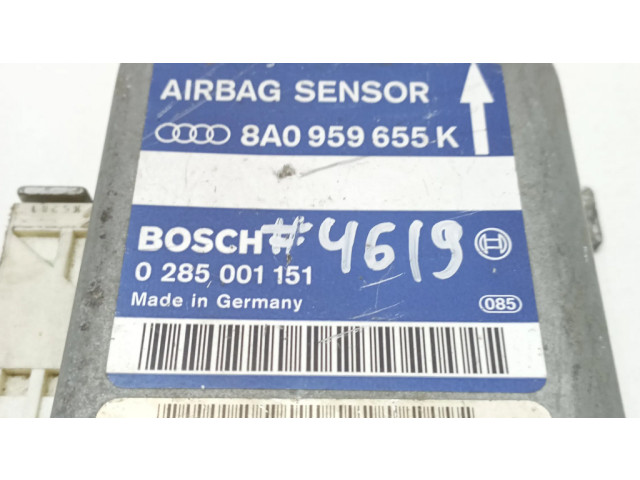 AIRBAG SENSOR
8A0 959 655 K
BOSCH #4619
0 285 001 151
Made in Germany
085